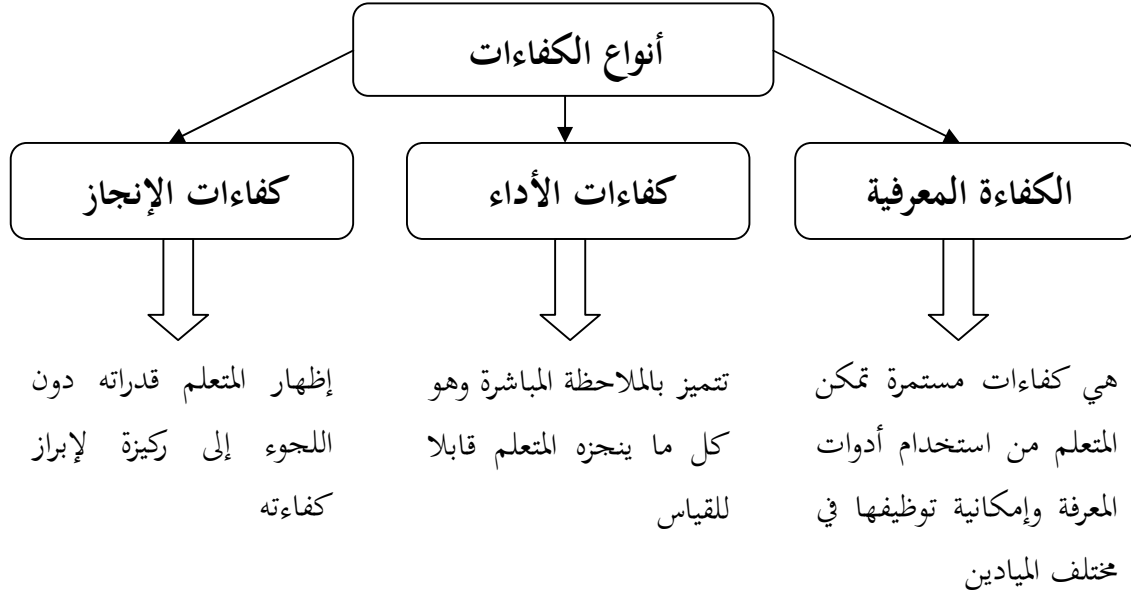 أنواع الكفاءات
الكفاءة المعرفية
كفاءات الأداء
كفاءات الإنجاز
هي كفاءات مستمرة تمكن
المتعلم من استخدام أدوات
المعرفة وإمكانية توظيفها في
مختلف الميادين
تتميز بالملاحظة المباشرة وهو
كل ما ينجزه المتعلم قابلا
للقياس
إظهار المتعلم قدراته دون
اللجوء إلى ركيزة لإبراز
كفاءته